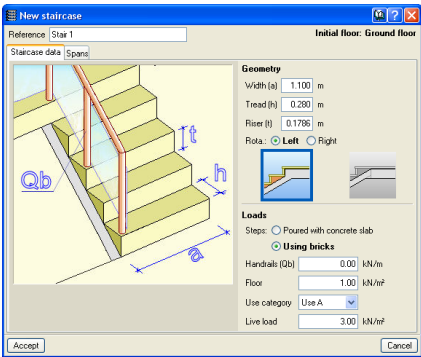 New staircase
Reference Stair 1 Initial floor: Ground floor
Staircase data Spans
Qb t h a
Geometry
Width (a) 1.100 m
Tread (h) 0.280 m
Riser (t) 0.1786 m
Rota.: Left Right
Loads
Steps: Poured with concrete slab
Using bricks
Handrails (Qb) 0.00 kN/m
Floor 1.00 kN/m²
Use category Use A
Live load 3.00 kN/m²
Accept Cancel